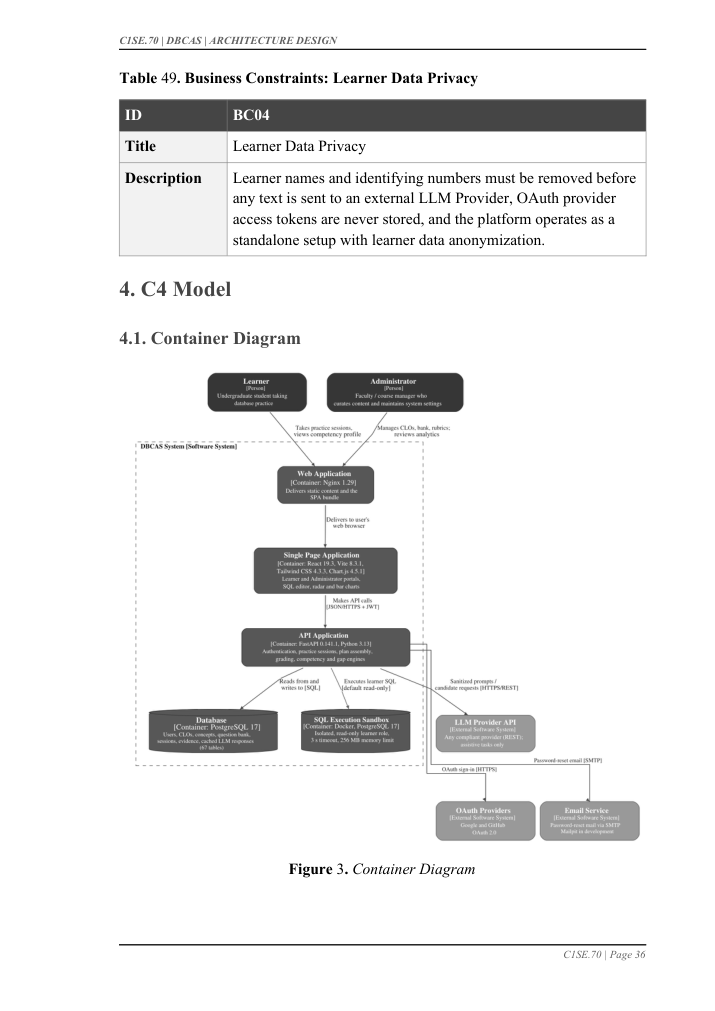 C1SE.70 | DBCAS | ARCHITECTURE DESIGN
Table 49. Business Constraints: Learner Data Privacy
ID BC04
Title Learner Data Privacy
Description Learner names and identifying numbers must be removed before
any text is sent to an external LLM Provider, OAuth provider
access tokens are never stored, and the platform operates as a
standalone setup with learner data anonymization.
4. C4 Model
4.1. Container Diagram
Learner
[Person]
Undergraduate student taking
database practice
Administrator
[Person]
Faculty / course manager who
curates content and maintains system settings
Takes practice sessions,
views competency profile
Manages CLOs, bank, rubrics;
reviews analytics
DBCAS System [Software System]
Web Application
[Container: Nginx 1.29]
Delivers static content and the
SPA bundle
Delivers to user's
web browser
Single Page Application
[Container: React 19.3, Vite 8.3.1,
Tailwind CSS 4.3.3, Chart.js 4.5.1]
Learner and Administrator portals,
SQL editor, radar and bar charts
Makes API calls
[JSON/HTTPS + JWT]
API Application
[Container: FastAPI 0.141.1, Python 3.13]
Authentication, practice sessions, plan assembly,
grading, competency and gap engines
Reads from and
writes to [SQL]
Executes learner SQL
[default read-only]
Sanitized prompts /
candidate requests [HTTPS/REST]
Database
[Container: PostgreSQL 17]
Users, CLOs, concepts, question bank,
sessions, evidence, cached LLM responses
(67 tables)
SQL Execution Sandbox
[Container: Docker, PostgreSQL 17]
Isolated, read-only learner role,
3 s timeout, 256 MB memory limit
LLM Provider API
[External Software System]
Any compliant provider (REST);
assistive tasks only
Password-reset email [SMTP]
OAuth sign-in [HTTPS]
OAuth Providers
[External Software System]
Google and GitHub
OAuth 2.0
Email Service
[External Software System]
Password-reset mail via SMTP
Mailpit in development
Figure 3. Container Diagram
C1SE.70 | Page 36